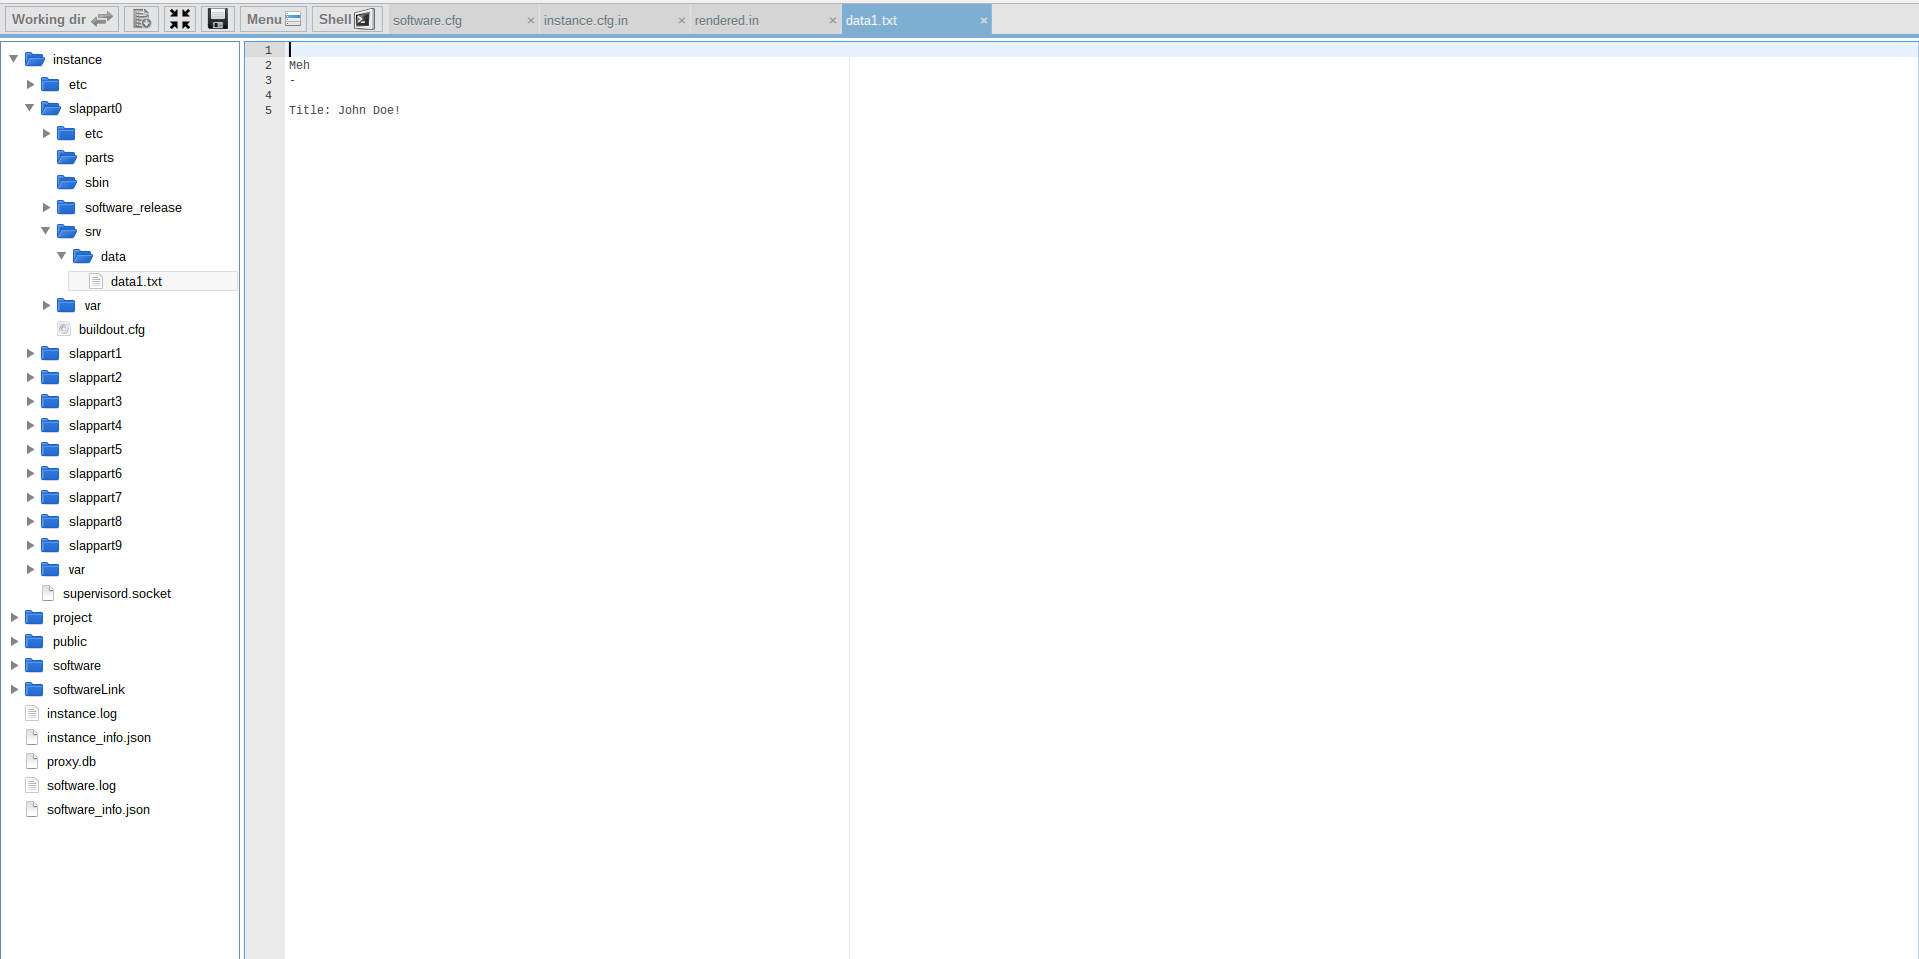 Working dir Menu Shell software.cfg × instance.cfg.in × rendered.in × data1.txt ×
instance
etc
slappart0
etc
parts
sbin
software_release
srv
data
data1.txt
var
buildout.cfg
slappart1
slappart2
slappart3
slappart4
slappart5
slappart6
slappart7
slappart8
slappart9
var
supervisord.socket
project
public
software
softwareLink
instance.log
instance_info.json
proxy.db
software.log
software_info.json
1
2 Meh
3 -
4
5 Title: John Doe!